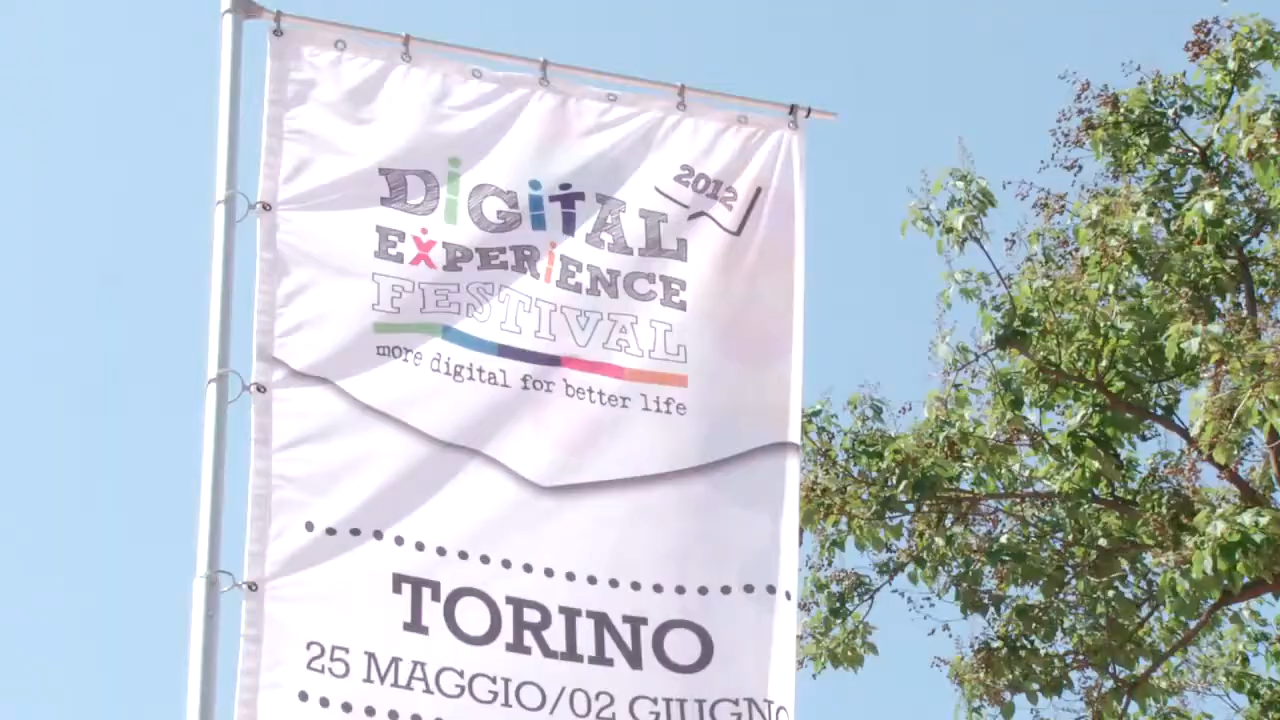 2012
DiGiTAL
EXPERiENCE
FESTIVAL
more digital for better life
TORINO
25 MAGGIO/02 GIUGNO